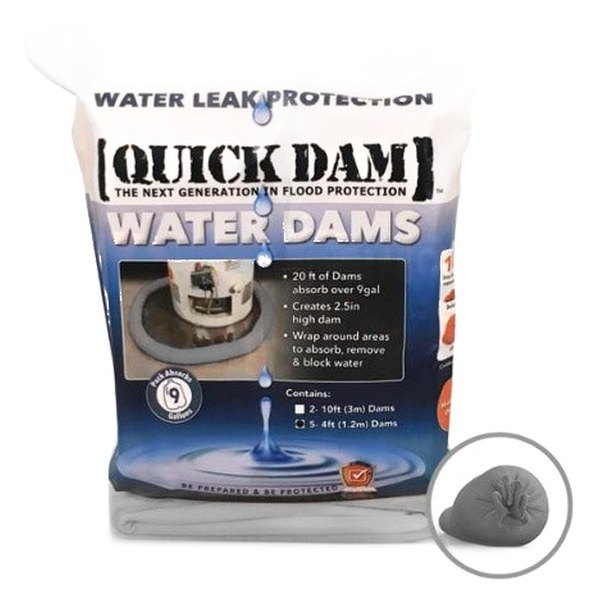 WATER LEAK PROTECTION
[QUICK DAM]™
THE NEXT GENERATION IN FLOOD PROTECTION
WATER DAMS
• 20 ft of Dams
absorb over 9gal
• Creates 2.5in
high dam
• Wrap around areas
to absorb, remove
& block water
Pack Absorbs
9
Gallons
Contains:
2- 10ft (3m) Dams
5- 4ft (1.2m) Dams
BE PREPARED & BE PROTECTED